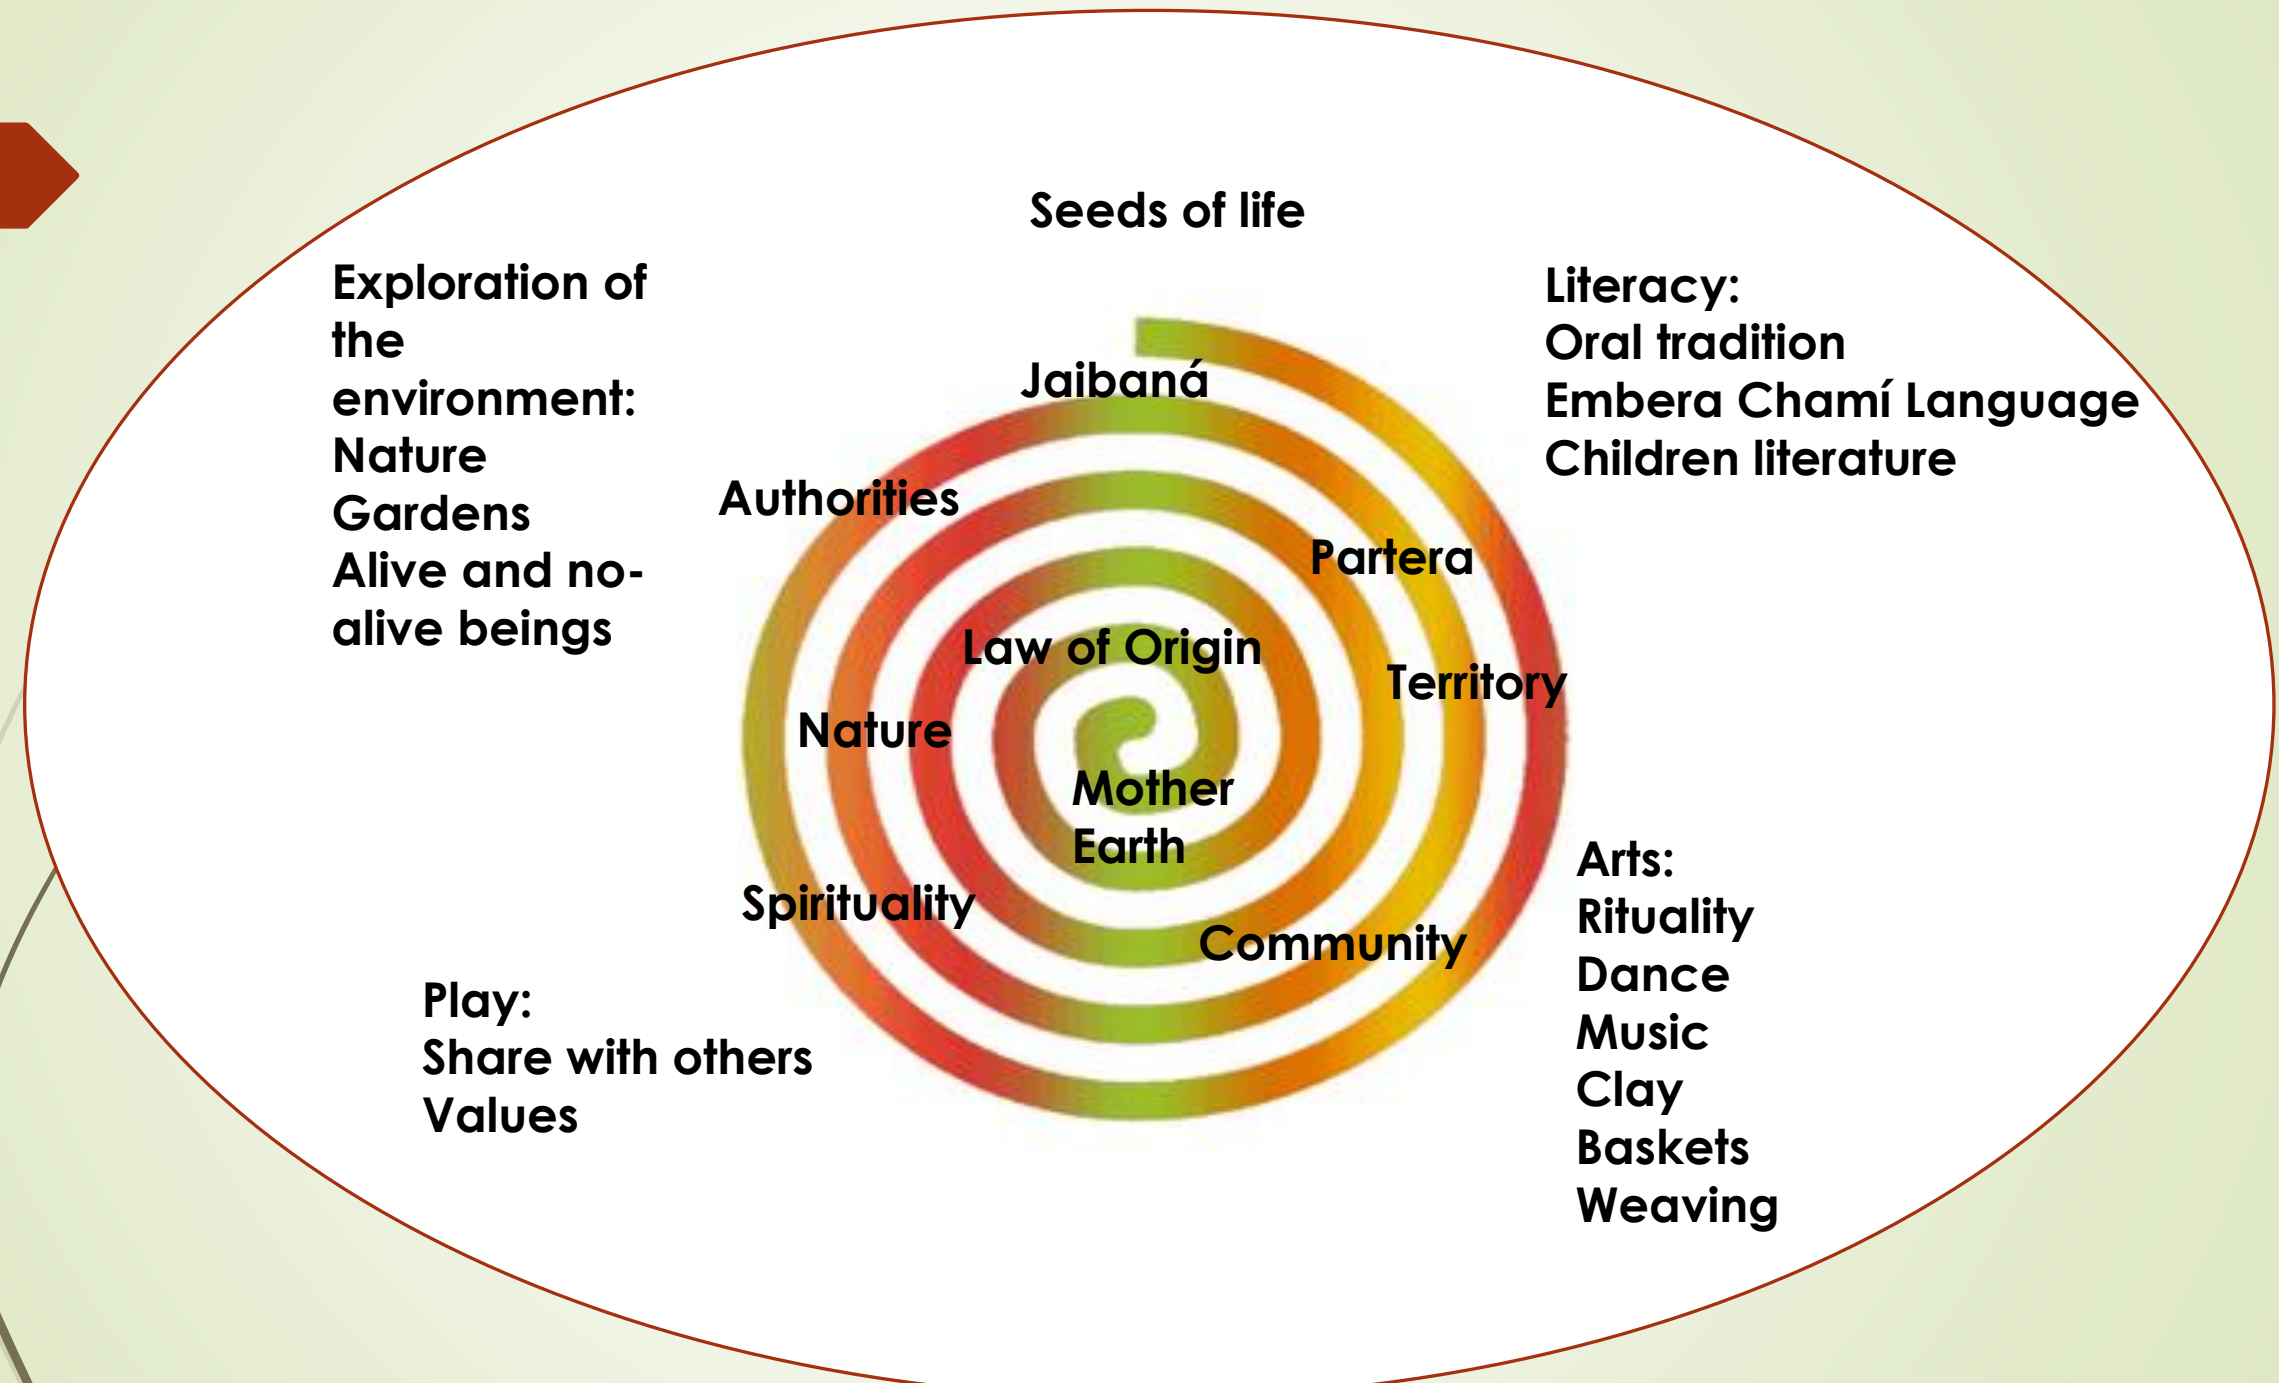 Seeds of life
Exploration of
the
environment:
Nature
Gardens
Alive and no-
alive beings
Literacy:
Oral tradition
Embera Chamí Language
Children literature
Jaibaná
Authorities
Partera
Law of Origin
Territory
Nature
Mother
Earth
Spirituality
Community
Play:
Share with others
Values
Arts:
Rituality
Dance
Music
Clay
Baskets
Weaving